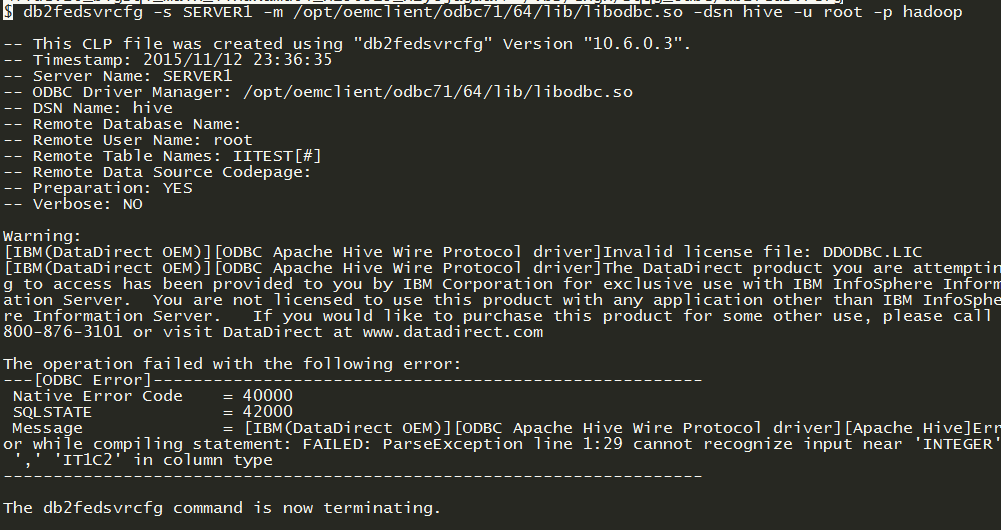 $ db2fedsvrcfg -s SERVER1 -m /opt/oemclient/odbc71/64/lib/libodbc.so -dsn hive -u root -p hadoop
-- This CLP file was created using "db2fedsvrcfg" Version "10.6.0.3".
-- Timestamp: 2015/11/12 23:36:35
-- Server Name: SERVER1
-- ODBC Driver Manager: /opt/oemclient/odbc71/64/lib/libodbc.so
-- DSN Name: hive
-- Remote Database Name:
-- Remote User Name: root
-- Remote Table Names: IITEST[#]
-- Remote Data Source Codepage:
-- Preparation: YES
-- Verbose: NO
Warning:
[IBM(DataDirect OEM)][ODBC Apache Hive Wire Protocol driver]Invalid license file: DDODBC.LIC
[IBM(DataDirect OEM)][ODBC Apache Hive Wire Protocol driver]The DataDirect product you are attemptin
g to access has been provided to you by IBM Corporation for exclusive use with IBM InfoSphere Inform
ation Server.  You are not licensed to use this product with any application other than IBM InfoSphe
re Information Server.   If you would like to purchase this product for some other use, please call
800-876-3101 or visit DataDirect at www.datadirect.com
The operation failed with the following error:
---[ODBC Error]-------------------------------------------------------
Native Error Code    = 40000
SQLSTATE             = 42000
Message              = [IBM(DataDirect OEM)][ODBC Apache Hive Wire Protocol driver][Apache Hive]Err
or while compiling statement: FAILED: ParseException line 1:29 cannot recognize input near 'INTEGER'
',' 'IT1C2' in column type
----------------------------------------------------------------------
The db2fedsvrcfg command is now terminating.